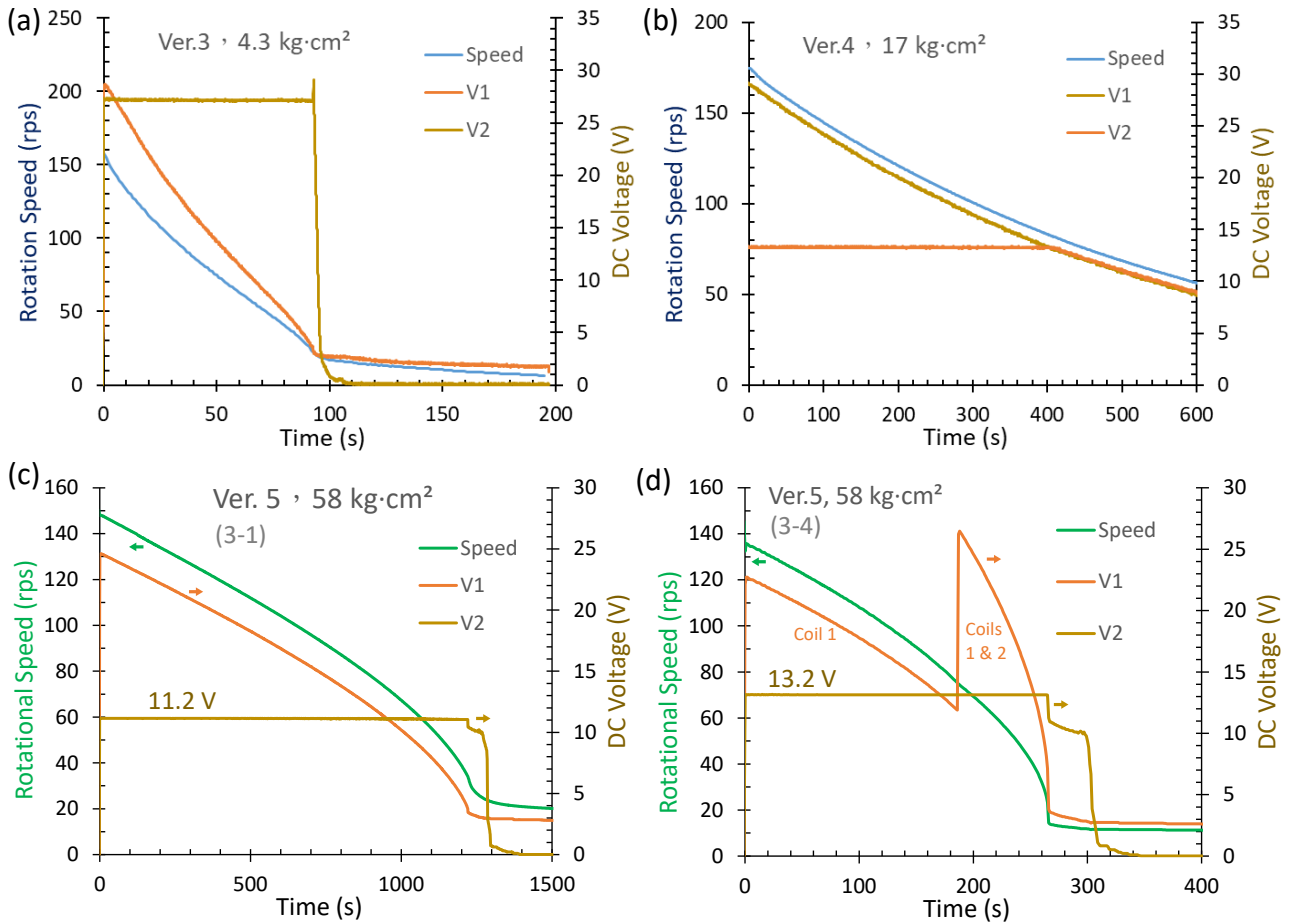 (a)
Ver.3 , 4.3 kg·cm²
Speed
V1
V2
Rotation Speed (rps)
250
200
150
100
50
0
35
30
25
20
15
10
5
0
DC Voltage (V)
0 50 100 150 200
Time (s)
(b)
Ver.4 , 17 kg·cm²
Speed
V1
V2
Rotation Speed (rps)
200
150
100
50
0
35
30
25
20
15
10
5
0
DC Voltage (V)
0 100 200 300 400 500 600
Time (s)
(c)
Ver. 5 , 58 kg·cm²
(3-1)
Speed
V1
V2
11.2 V
Rotational Speed (rps)
160
140
120
100
80
60
40
20
0
30
25
20
15
10
5
0
DC Voltage (V)
0 500 1000 1500
Time (s)
(d)
Ver.5, 58 kg·cm²
(3-4)
Speed
V1
V2
Coil 1
Coils
1 & 2
13.2 V
Rotational Speed (rps)
160
140
120
100
80
60
40
20
0
30
25
20
15
10
5
0
DC Voltage (V)
0 100 200 300 400
Time (s)